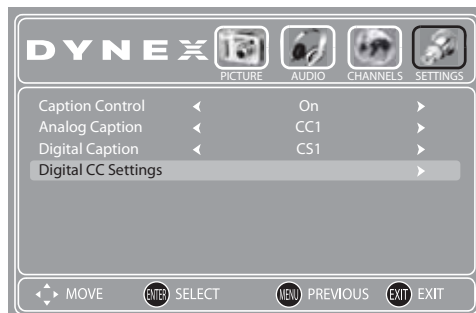 DYNEX
PICTURE AUDIO CHANNELS SETTINGS
Caption Control On
Analog Caption CC1
Digital Caption CS1
Digital CC Settings
MOVE ENTER SELECT MENU PREVIOUS EXIT EXIT